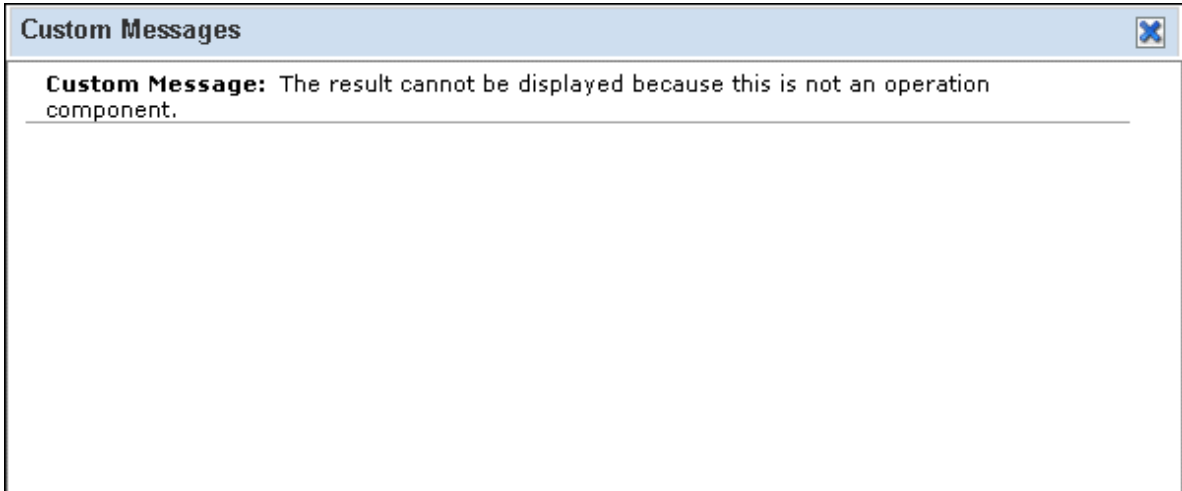 Custom Messages
Custom Message: The result cannot be displayed because this is not an operation
component.